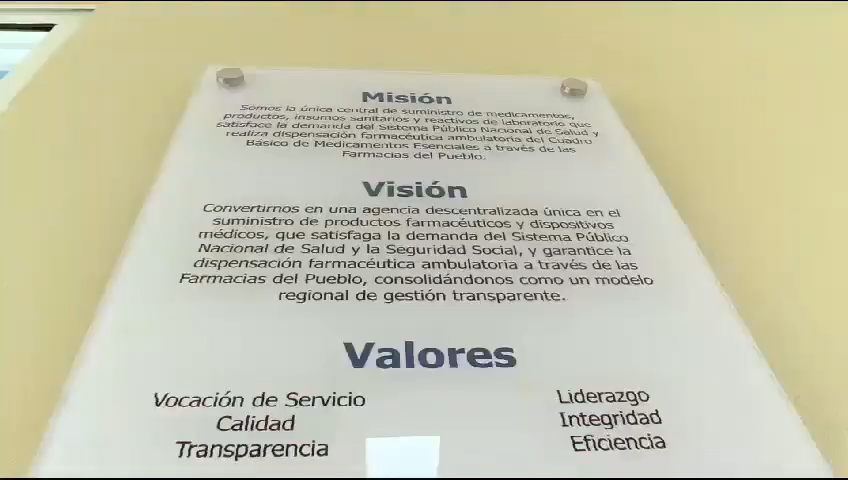 Misión
Somos la única central de suministro de medicamentos,
productos, insumos sanitarios y reactivos de laboratorio que
satisface la demanda del Sistema Público Nacional de Salud y
realiza dispensación farmacéutica ambulatoria del Cuadro
Básico de Medicamentos Esenciales a través de las
Farmacias del Pueblo.
Visión
Convertirnos en una agencia descentralizada única en el
suministro de productos farmacéuticos y dispositivos
médicos, que satisfaga la demanda del Sistema Público
Nacional de Salud y la Seguridad Social, y garantice la
dispensación farmacéutica ambulatoria a través de las
Farmacias del Pueblo, consolidándonos como un modelo
regional de gestión transparente.
Valores
Vocación de Servicio
Calidad
Transparencia
Liderazgo
Integridad
Eficiencia